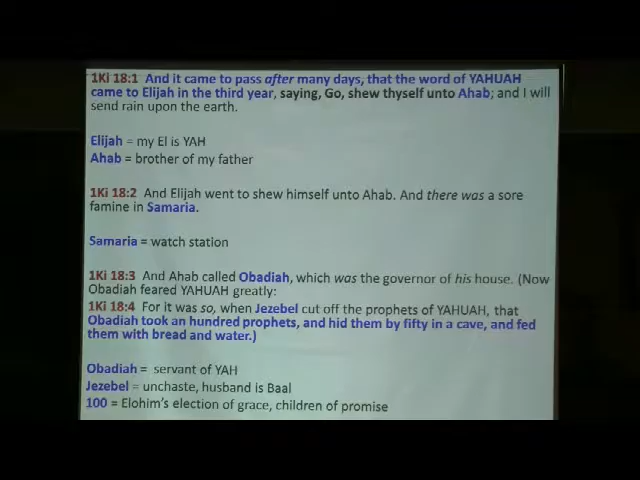 1Ki 18:1  And it came to pass after many days, that the word of YAHUAH
came to Elijah in the third year, saying, Go, shew thyself unto Ahab; and I will
send rain upon the earth.
Elijah = my El is YAH
Ahab = brother of my father
1Ki 18:2  And Elijah went to shew himself unto Ahab. And there was a sore
famine in Samaria.
Samaria = watch station
1Ki 18:3  And Ahab called Obadiah, which was the governor of his house. (Now
Obadiah feared YAHUAH greatly:
1Ki 18:4  For it was so, when Jezebel cut off the prophets of YAHUAH, that
Obadiah took an hundred prophets, and hid them by fifty in a cave, and fed
them with bread and water.)
Obadiah =  servant of YAH
Jezebel = unchaste, husband is Baal
100 = Elohim's election of grace, children of promise